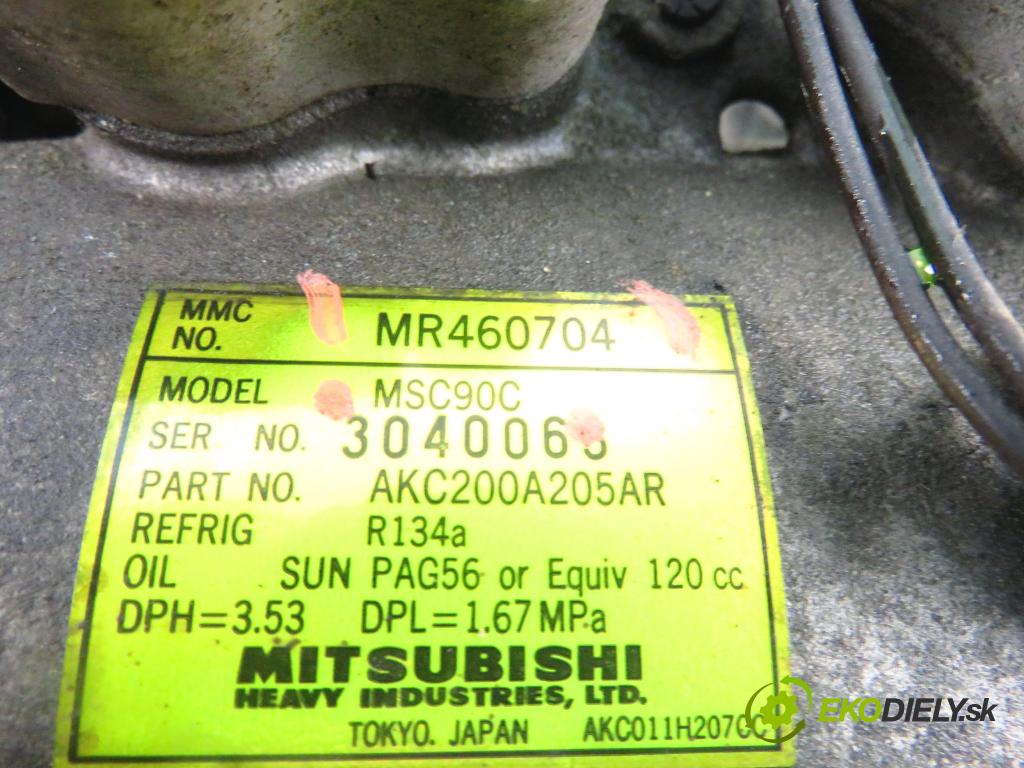 MMC NO. MR460704
MODEL MSC90C
SER NO.
PART NO. AKC200A205AR
REFRIG R134a
OIL SUN PAG56 or Equiv 120 cc
DPH=3.53 DPL=1.67 MPa
MITSUBISHI
HEAVY INDUSTRIES, LTD.
TOKYO. JAPAN
EKODIELY.sk